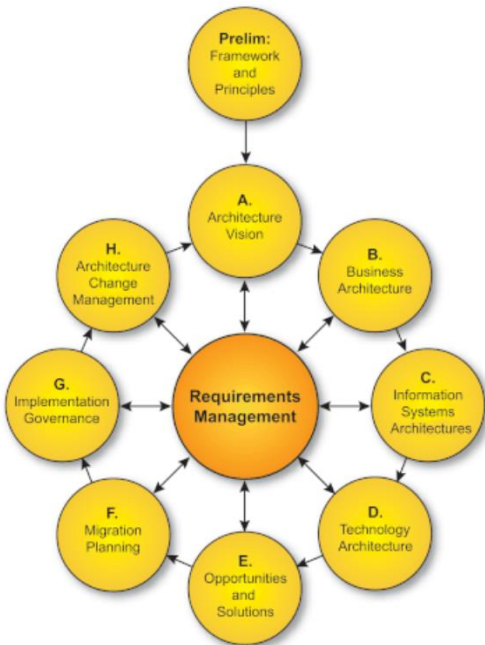 Prelim:
Framework
and
Principles
A.
Architecture
Vision
B.
Business
Architecture
C.
Information
Systems
Architectures
D.
Technology
Architecture
E.
Opportunities
and
Solutions
F.
Migration
Planning
G.
Implementation
Governance
H.
Architecture
Change
Management
Requirements
Management